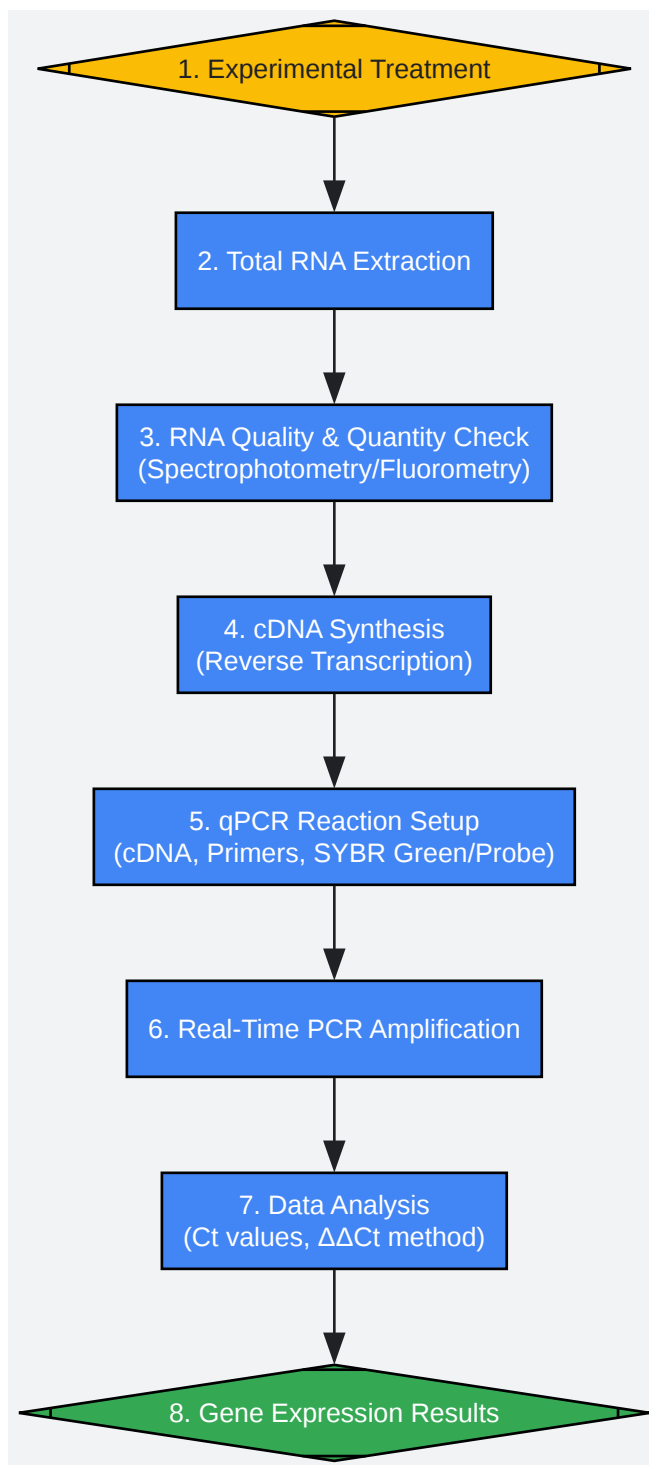 1. Experimental Treatment
2. Total RNA Extraction
3. RNA Quality & Quantity Check
(Spectrophotometry/Fluorometry)
4. cDNA Synthesis
(Reverse Transcription)
5. qPCR Reaction Setup
(cDNA, Primers, SYBR Green/Probe)
6. Real-Time PCR Amplification
7. Data Analysis
(Ct values, ΔΔCt method)
8. Gene Expression Results